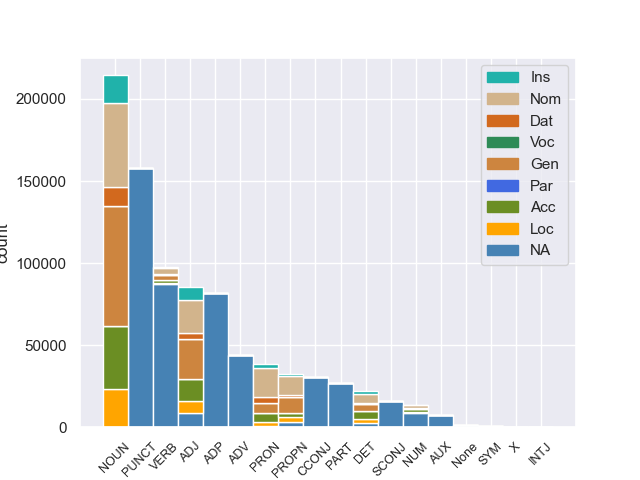 Ins
Nom
Dat
Voc
Gen
Par
Acc
Loc
NA
200000
150000
100000
50000
0
count
NOUN
PUNCT
VERB
ADJ
ADP
ADV
PRON
PROPN
CCONJ
PART
DET
SCONJ
NUM
AUX
None
SYM
X
INTJ